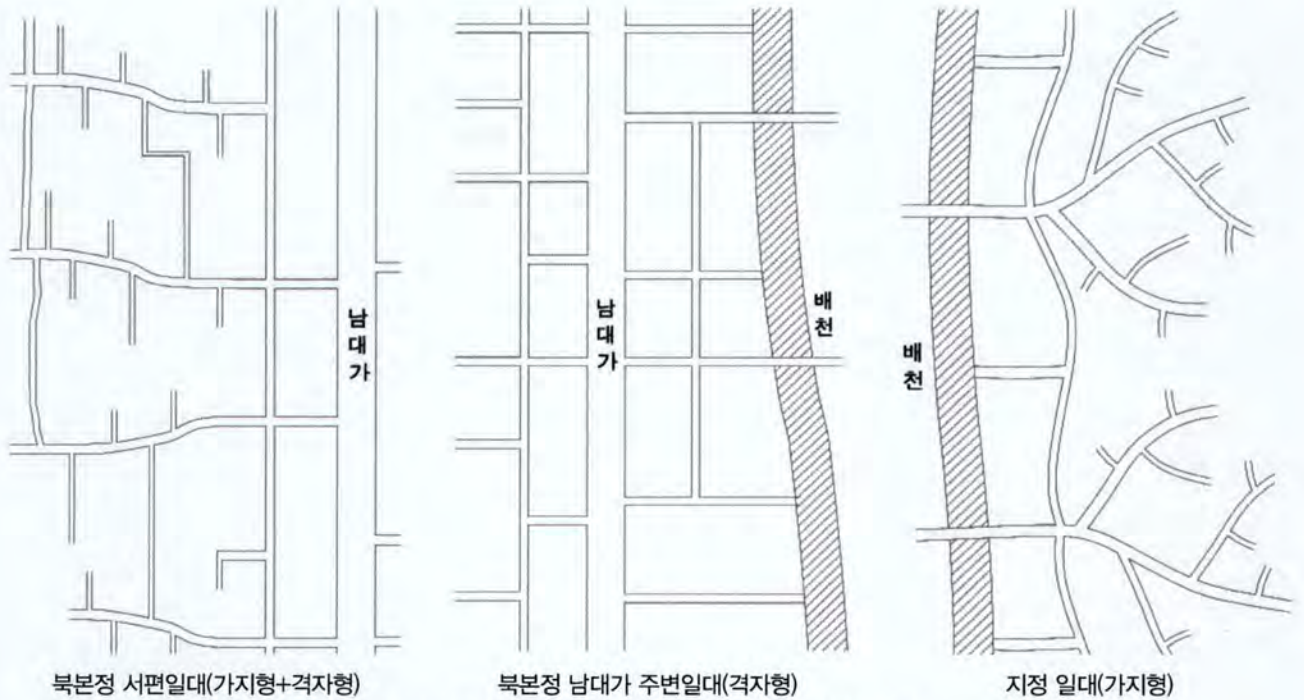 남대가
남대가
배천
배천
북본정 서편일대(가지형+격자형)
북본정 남대가 주변일대(격자형)
지정 일대(가지형)